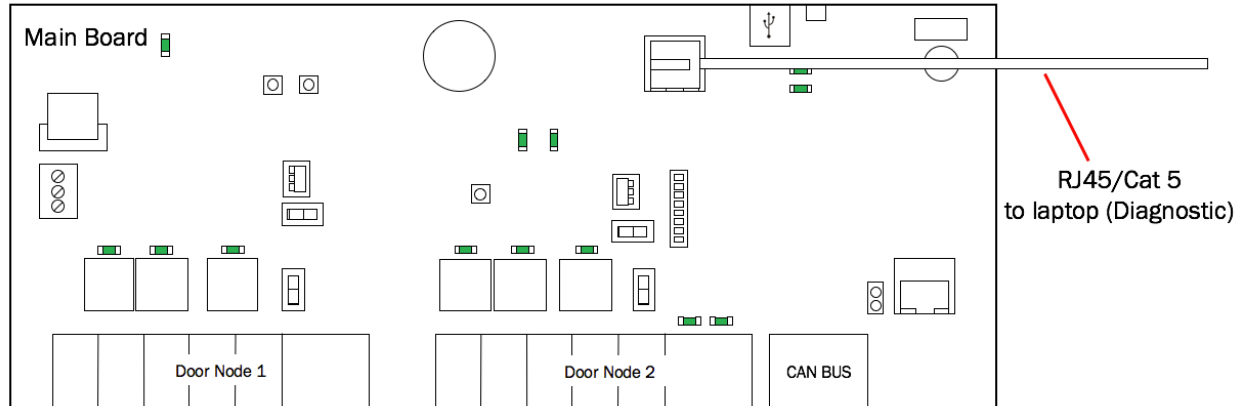 Main Board
RJ45/Cat 5
to laptop (Diagnostic)
Door Node 1
Door Node 2
CAN BUS